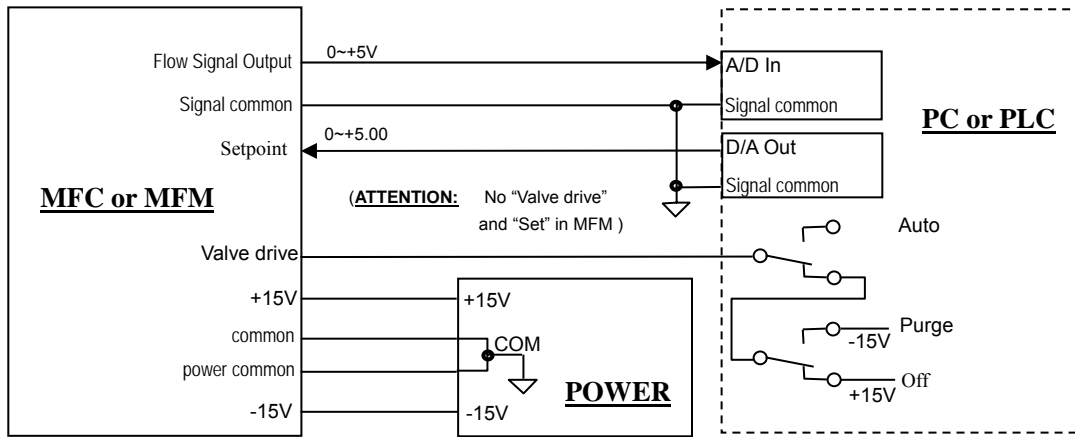 Flow Signal Output
0~+5V
A/D In
Signal common
Signal common
PC or PLC
0~+5.00
Setpoint
D/A Out
Signal common
MFC or MFM
(ATTENTION: No “Valve drive”
and “Set” in MFM )
Auto
Valve drive
+15V
+15V
common
COM
power common
POWER
-15V
-15V
Purge
-15V
Off
+15V